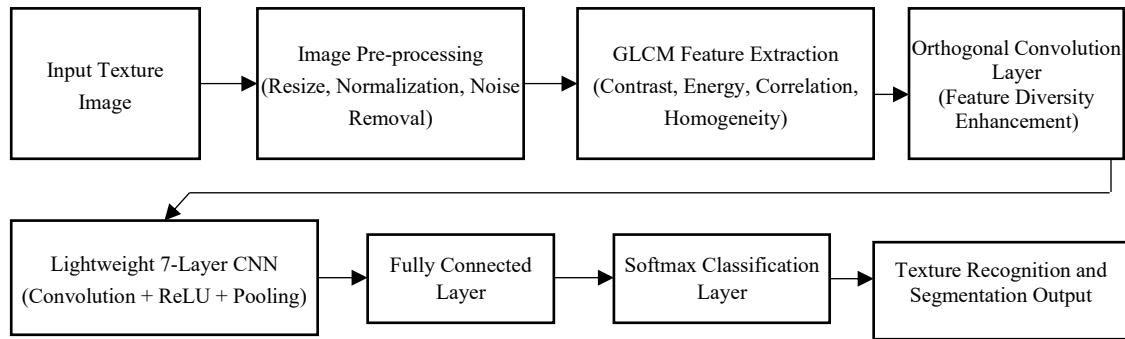 Input Texture
Image
Image Pre-processing
(Resize, Normalization, Noise
Removal)
GLCM Feature Extraction
(Contrast, Energy, Correlation,
Homogeneity)
Orthogonal Convolution
Layer
(Feature Diversity
Enhancement)
Lightweight 7-Layer CNN
(Convolution + ReLU + Pooling)
Fully Connected
Layer
Softmax Classification
Layer
Texture Recognition and
Segmentation Output